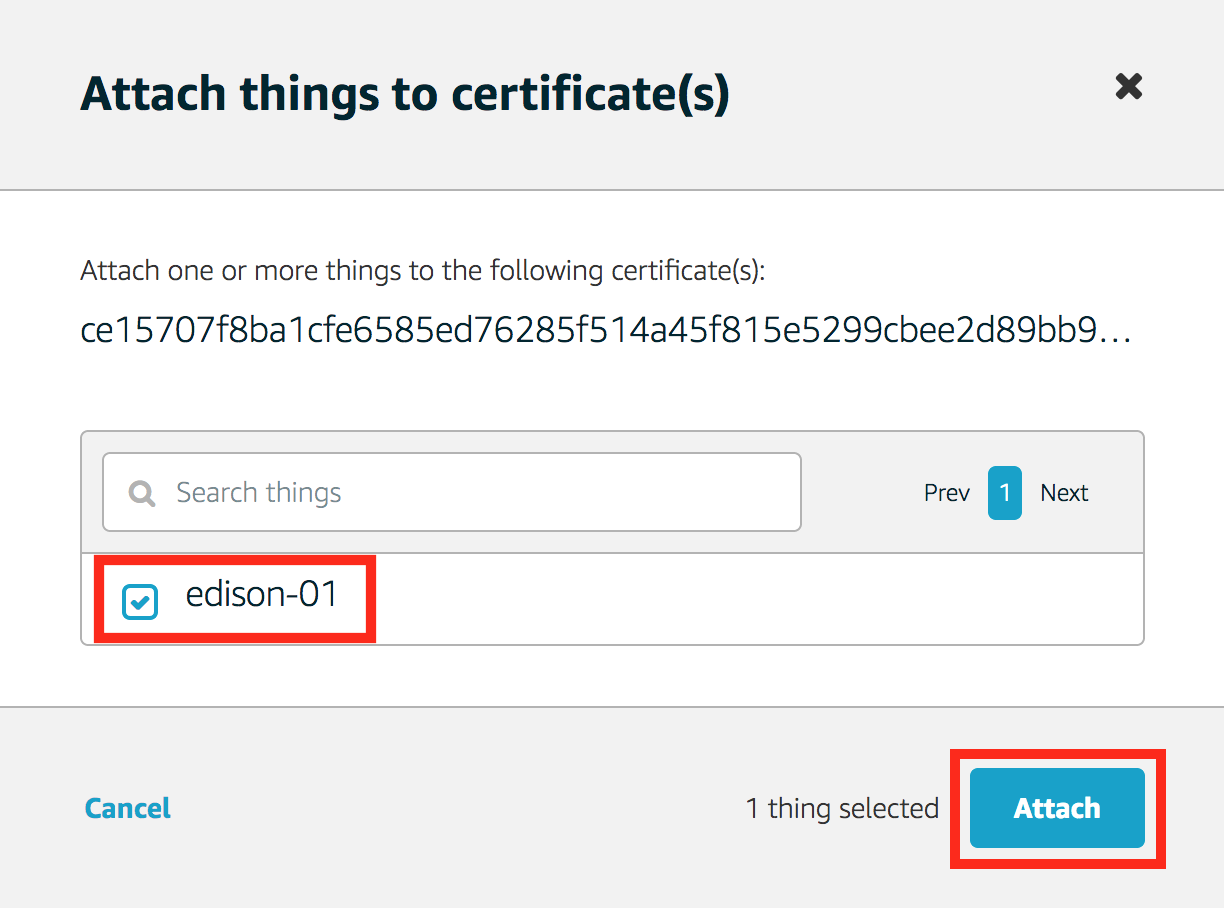 Attach things to certificate(s)
Attach one or more things to the following certificate(s):
ce15707f8ba1cfe6585ed76285f514a45f815e5299cbee2d89bb9...
Search things
Prev 1 Next
edison-01
Cancel
1 thing selected
Attach